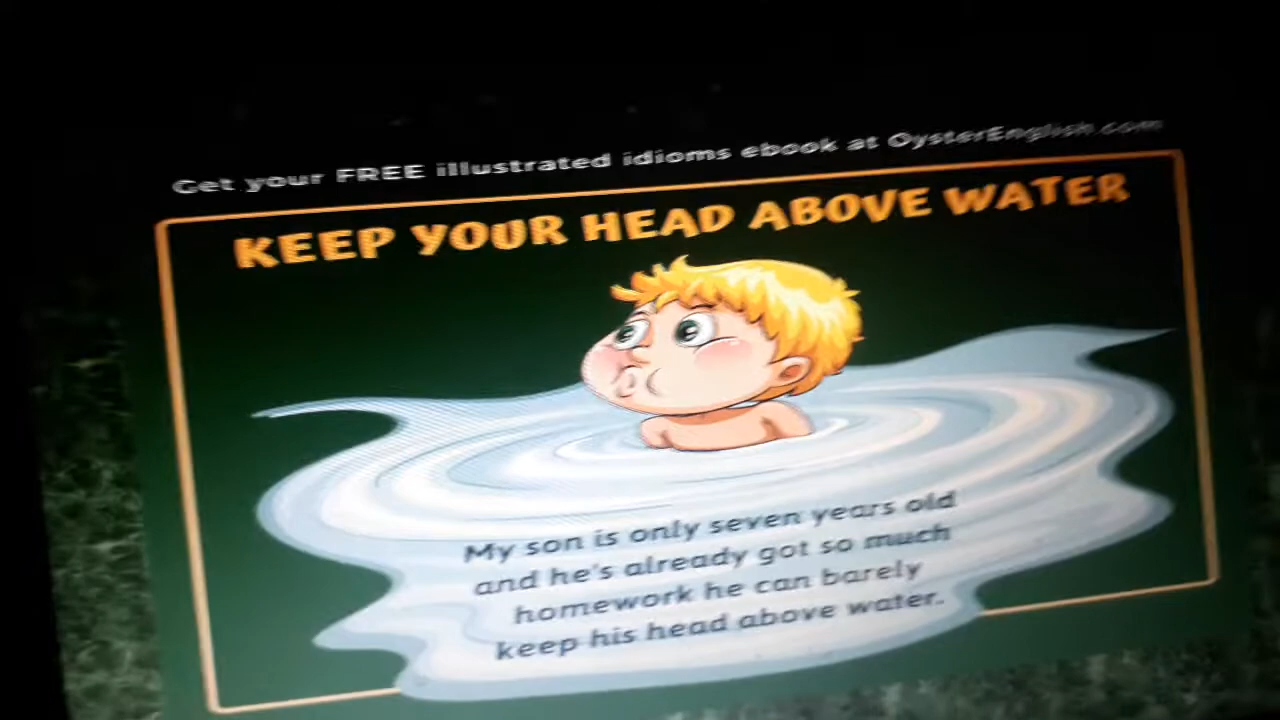 Get your FREE illustrated idioms ebook at OysterEnglish.com
KEEP YOUR HEAD ABOVE WATER
My son is only seven years old
and he's already got so much
homework he can barely
keep his head above water.